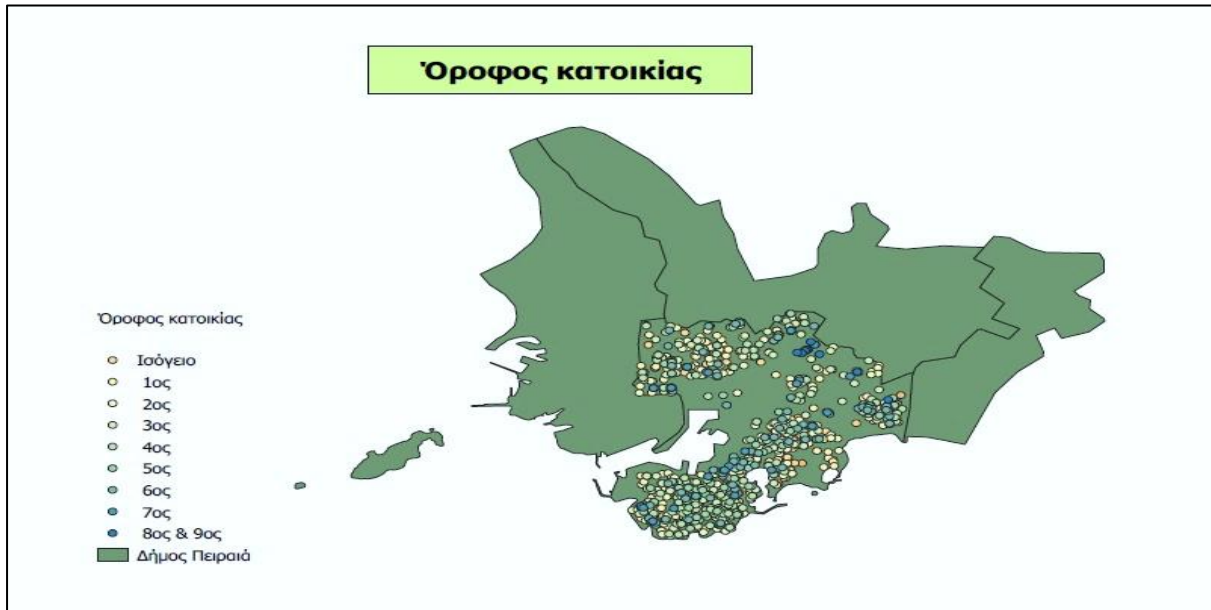 Όροφος κατοικίας
Όροφος κατοικίας
Ισόγειο
1ος
2ος
3ος
4ος
5ος
6ος
7ος
8ος & 9ος
Δήμος Πειραιά